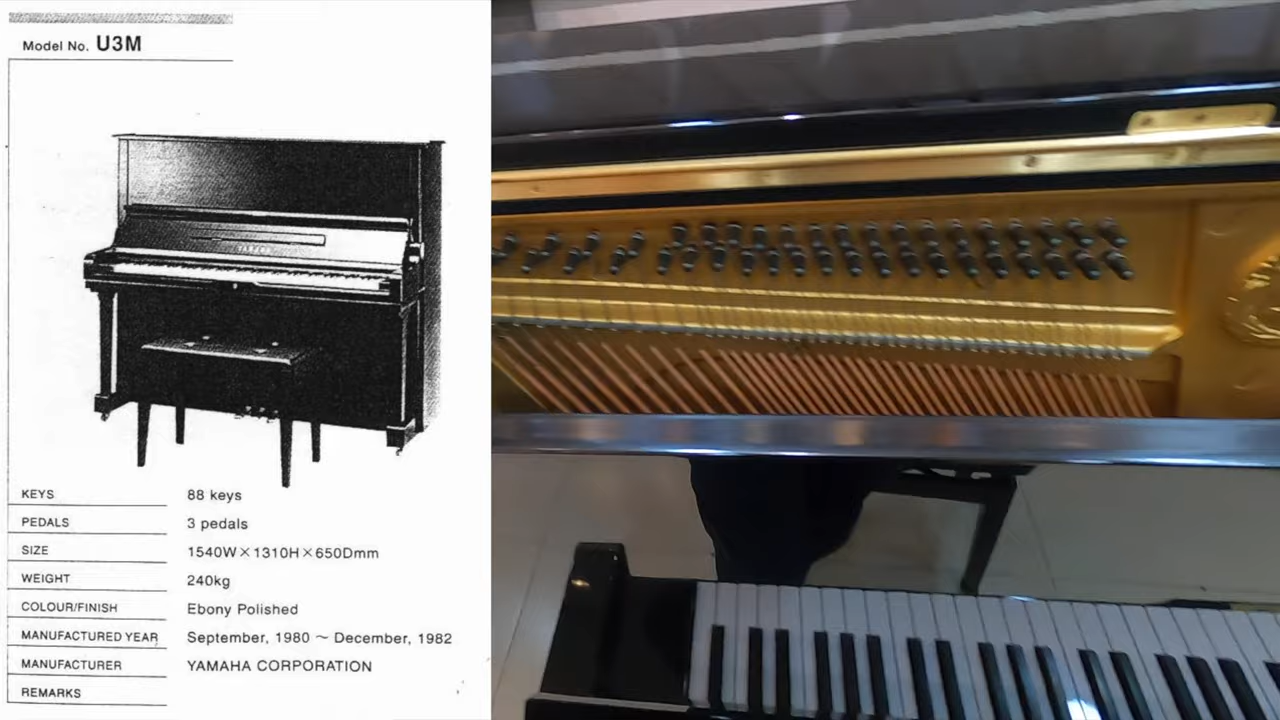 Model No. U3M
YAMAHA
KEYS 88 keys
PEDALS 3 pedals
SIZE 1540W×1310H×650Dmm
WEIGHT 240kg
COLOUR/FINISH Ebony Polished
MANUFACTURED YEAR September, 1980 ～ December, 1982
MANUFACTURER YAMAHA CORPORATION
REMARKS